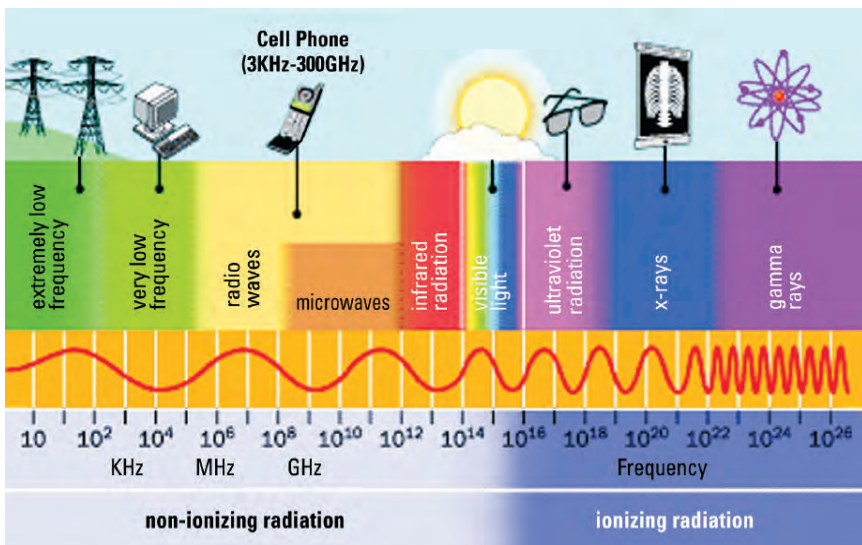 Cell Phone
(3KHz-300GHz)
extremely low
frequency
very low
frequency
radio
waves
microwaves
infrared
radiation
visible
light
ultraviolet
radiation
x-rays
gamma
rays
10 10² 10⁴ 10⁶ 10⁸ 10¹⁰ 10¹² 10¹⁴ 10¹⁶ 10¹⁸ 10²⁰ 10²² 10²⁴ 10²⁶
KHz MHz GHz Frequency
non-ionizing radiation ionizing radiation